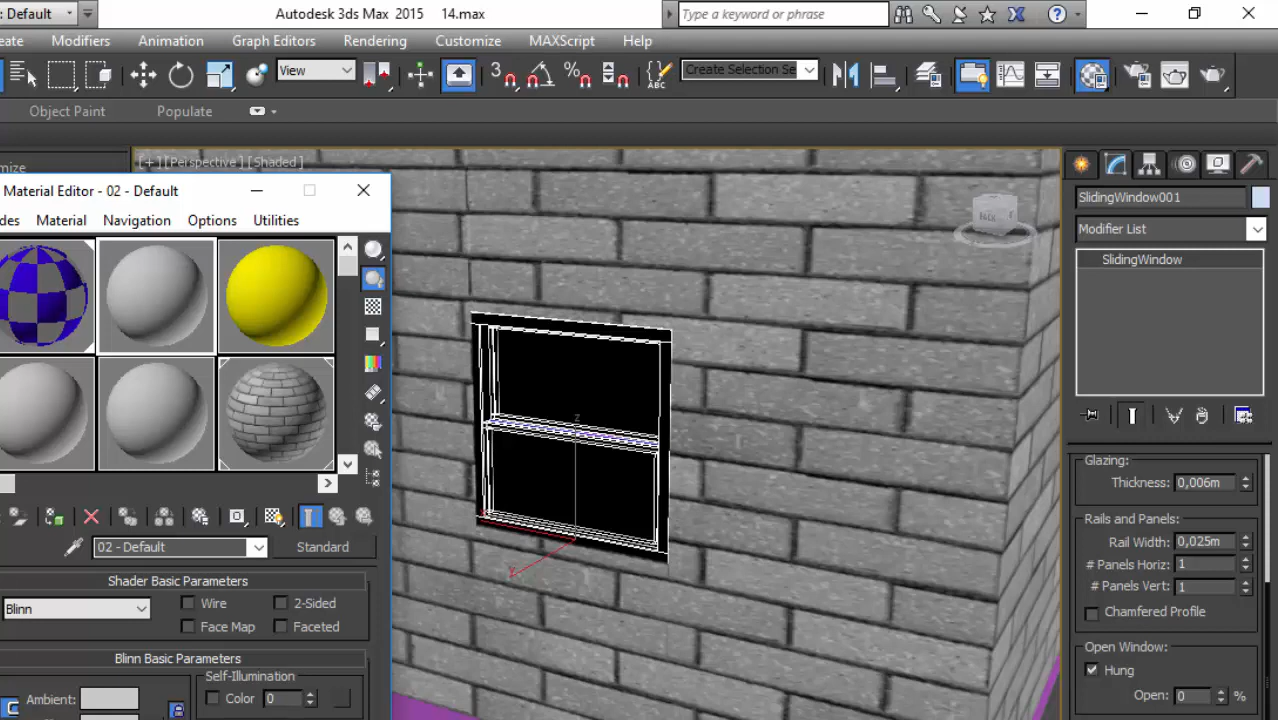 : Default
Autodesk 3ds Max 2015 14.max
Type a keyword or phrase
eate Modifiers Animation Graph Editors Rendering Customize MAXScript Help
View
3
%
ABC
Create Selection Se
Object Paint Populate
mize
[+] [Perspective] [Shaded]
Material Editor - 02 - Default
des Material Navigation Options Utilities
SlidingWindow001
Modifier List
SlidingWindow
BACK
z
Y
Glazing:
Thickness: 0,006m
Rails and Panels:
Rail Width: 0,025m
# Panels Horiz: 1
# Panels Vert: 1
Chamfered Profile
Open Window:
Hung
Open: 0 %
02 - Default Standard
Shader Basic Parameters
Blinn Wire 2-Sided
Face Map Faceted
Blinn Basic Parameters
Self-Illumination
Ambient: Color 0